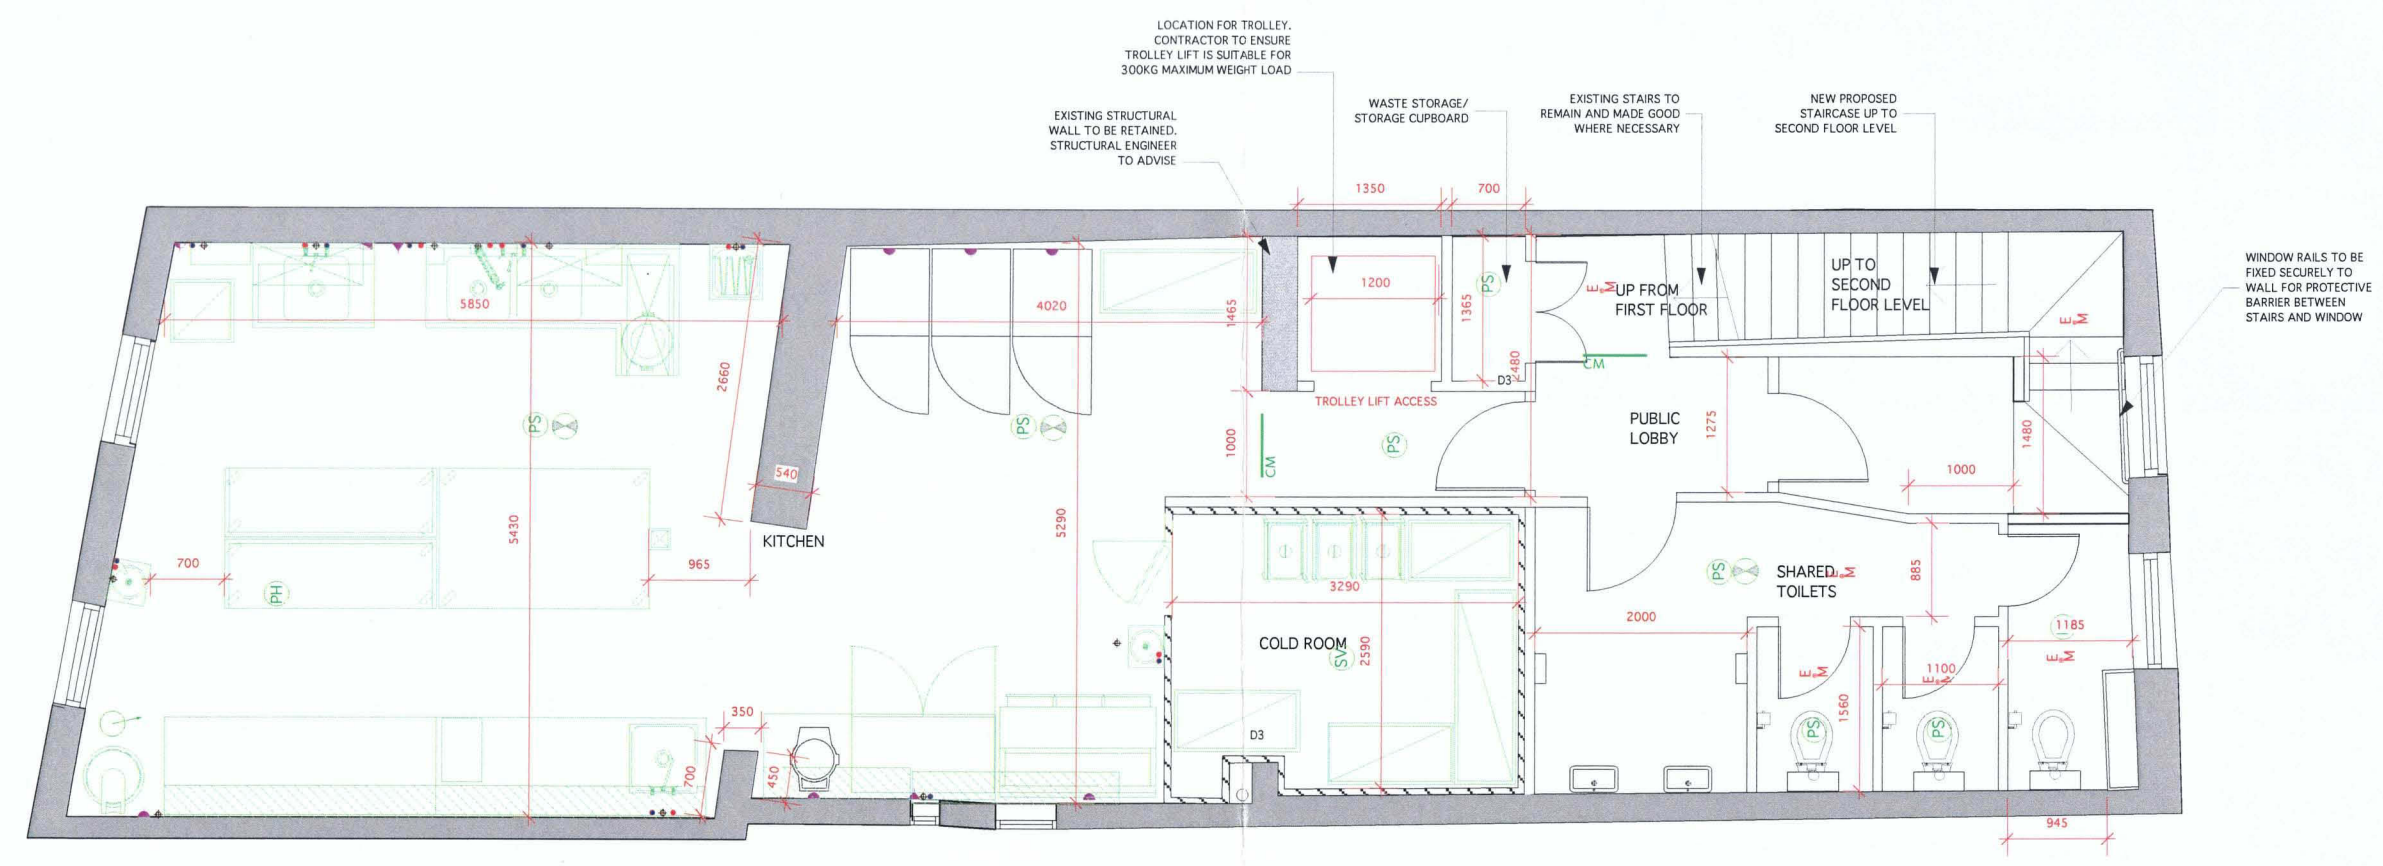 LOCATION FOR TROLLEY.
CONTRACTOR TO ENSURE
TROLLEY LIFT IS SUITABLE FOR
300KG MAXIMUM WEIGHT LOAD
EXISTING STRUCTURAL
WALL TO BE RETAINED.
STRUCTURAL ENGINEER
TO ADVISE
WASTE STORAGE/
STORAGE CUPBOARD
EXISTING STAIRS TO
REMAIN AND MADE GOOD
WHERE NECESSARY
NEW PROPOSED
STAIRCASE UP TO
SECOND FLOOR LEVEL
WINDOW RAILS TO BE
FIXED SECURELY TO
WALL FOR PROTECTIVE
BARRIER BETWEEN
STAIRS AND WINDOW
1350
700
5850
2660
4020
1465
1200
1365
PS
E M
UP FROM
FIRST FLOOR
UP TO
SECOND
FLOOR LEVEL
E M
2480
D3
CM
TROLLEY LIFT ACCESS
PS
PS
PS
1000
CM
PUBLIC
LOBBY
1275
1480
1000
540
5430
5290
KITCHEN
700
965
PH
3290
COLD ROOM
SV
2590
PS
SHARED
TOILETS
E M
885
2000
1185
E M
E M
1100
E M
1560
PS
PS
350
700
450
D3
945